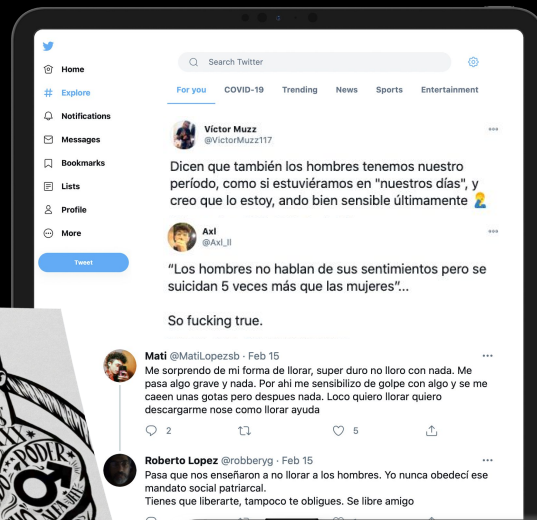 Search Twitter
Home
Explore
Notifications
Messages
Bookmarks
Lists
Profile
More
Tweet
For you COVID-19 Trending News Sports Entertainment
Víctor Muzz
@VictorMuzz117
Dicen que también los hombres tenemos nuestro
período, como si estuviéramos en "nuestros días", y
creo que lo estoy, ando bien sensible últimamente
Axl
@Axl_II
“Los hombres no hablan de sus sentimientos pero se
suicidan 5 veces más que las mujeres”...
So fucking true.
Mati @MatiLopezsb · Feb 15
Me sorprendo de mi forma de llorar, super duro no lloro con nada. Me
pasa algo grave y nada. Por ahi me sensibilizo de golpe con algo y se me
caeen unas gotas pero despues nada. Loco quiero llorar quiero
descargarme nose como llorar ayuda
2 5
Roberto Lopez @robberyg · Feb 15
Pasa que nos enseñaron a no llorar a los hombres. Yo nunca obedecí ese
mandato social patriarcal.
Tienes que liberarte, tampoco te obligues. Se libre amigo
PODER